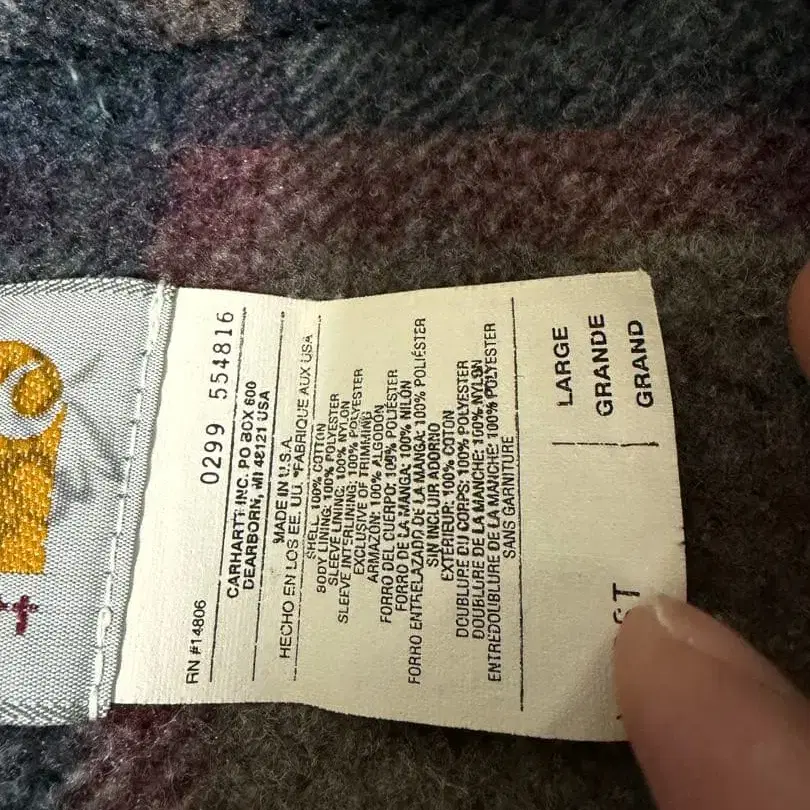 RN #14806
0299 554816
CARHARTT INC. PO BOX 600
DEARBORN, MI 48121 USA
MADE IN U.S.A.
HECHO EN LOS EE. UU. *FABRIQUE AUX USA
SHELL: 100% COTTON
BODY LINING: 100% POLYESTER
SLEEVE LINING: 100% NYLON
SLEEVE INTERLINING: 100% POLYESTER
EXCLUSIVE OF TRIMMING
ARMAZON: 100% ALGODON
FORRO DEL CUERPO: 100% POLIESTER
FORRO DE LA MANGA: 100% NILON
FORRO ENTRELAZADO DE LA MANGA: 100% POLIÉSTER
SIN INCLUIR ADORNO
EXTERIEUR: 100% COTON
DOUBLURE DU CORPS: 100% POLYESTER
DOUBLURE DE LA MANCHE: 100% NYLON
ENTREDOUBLURE DE LA MANCHE: 100% POLYESTER
SANS GARNITURE
LARGE
GRANDE
GRAND